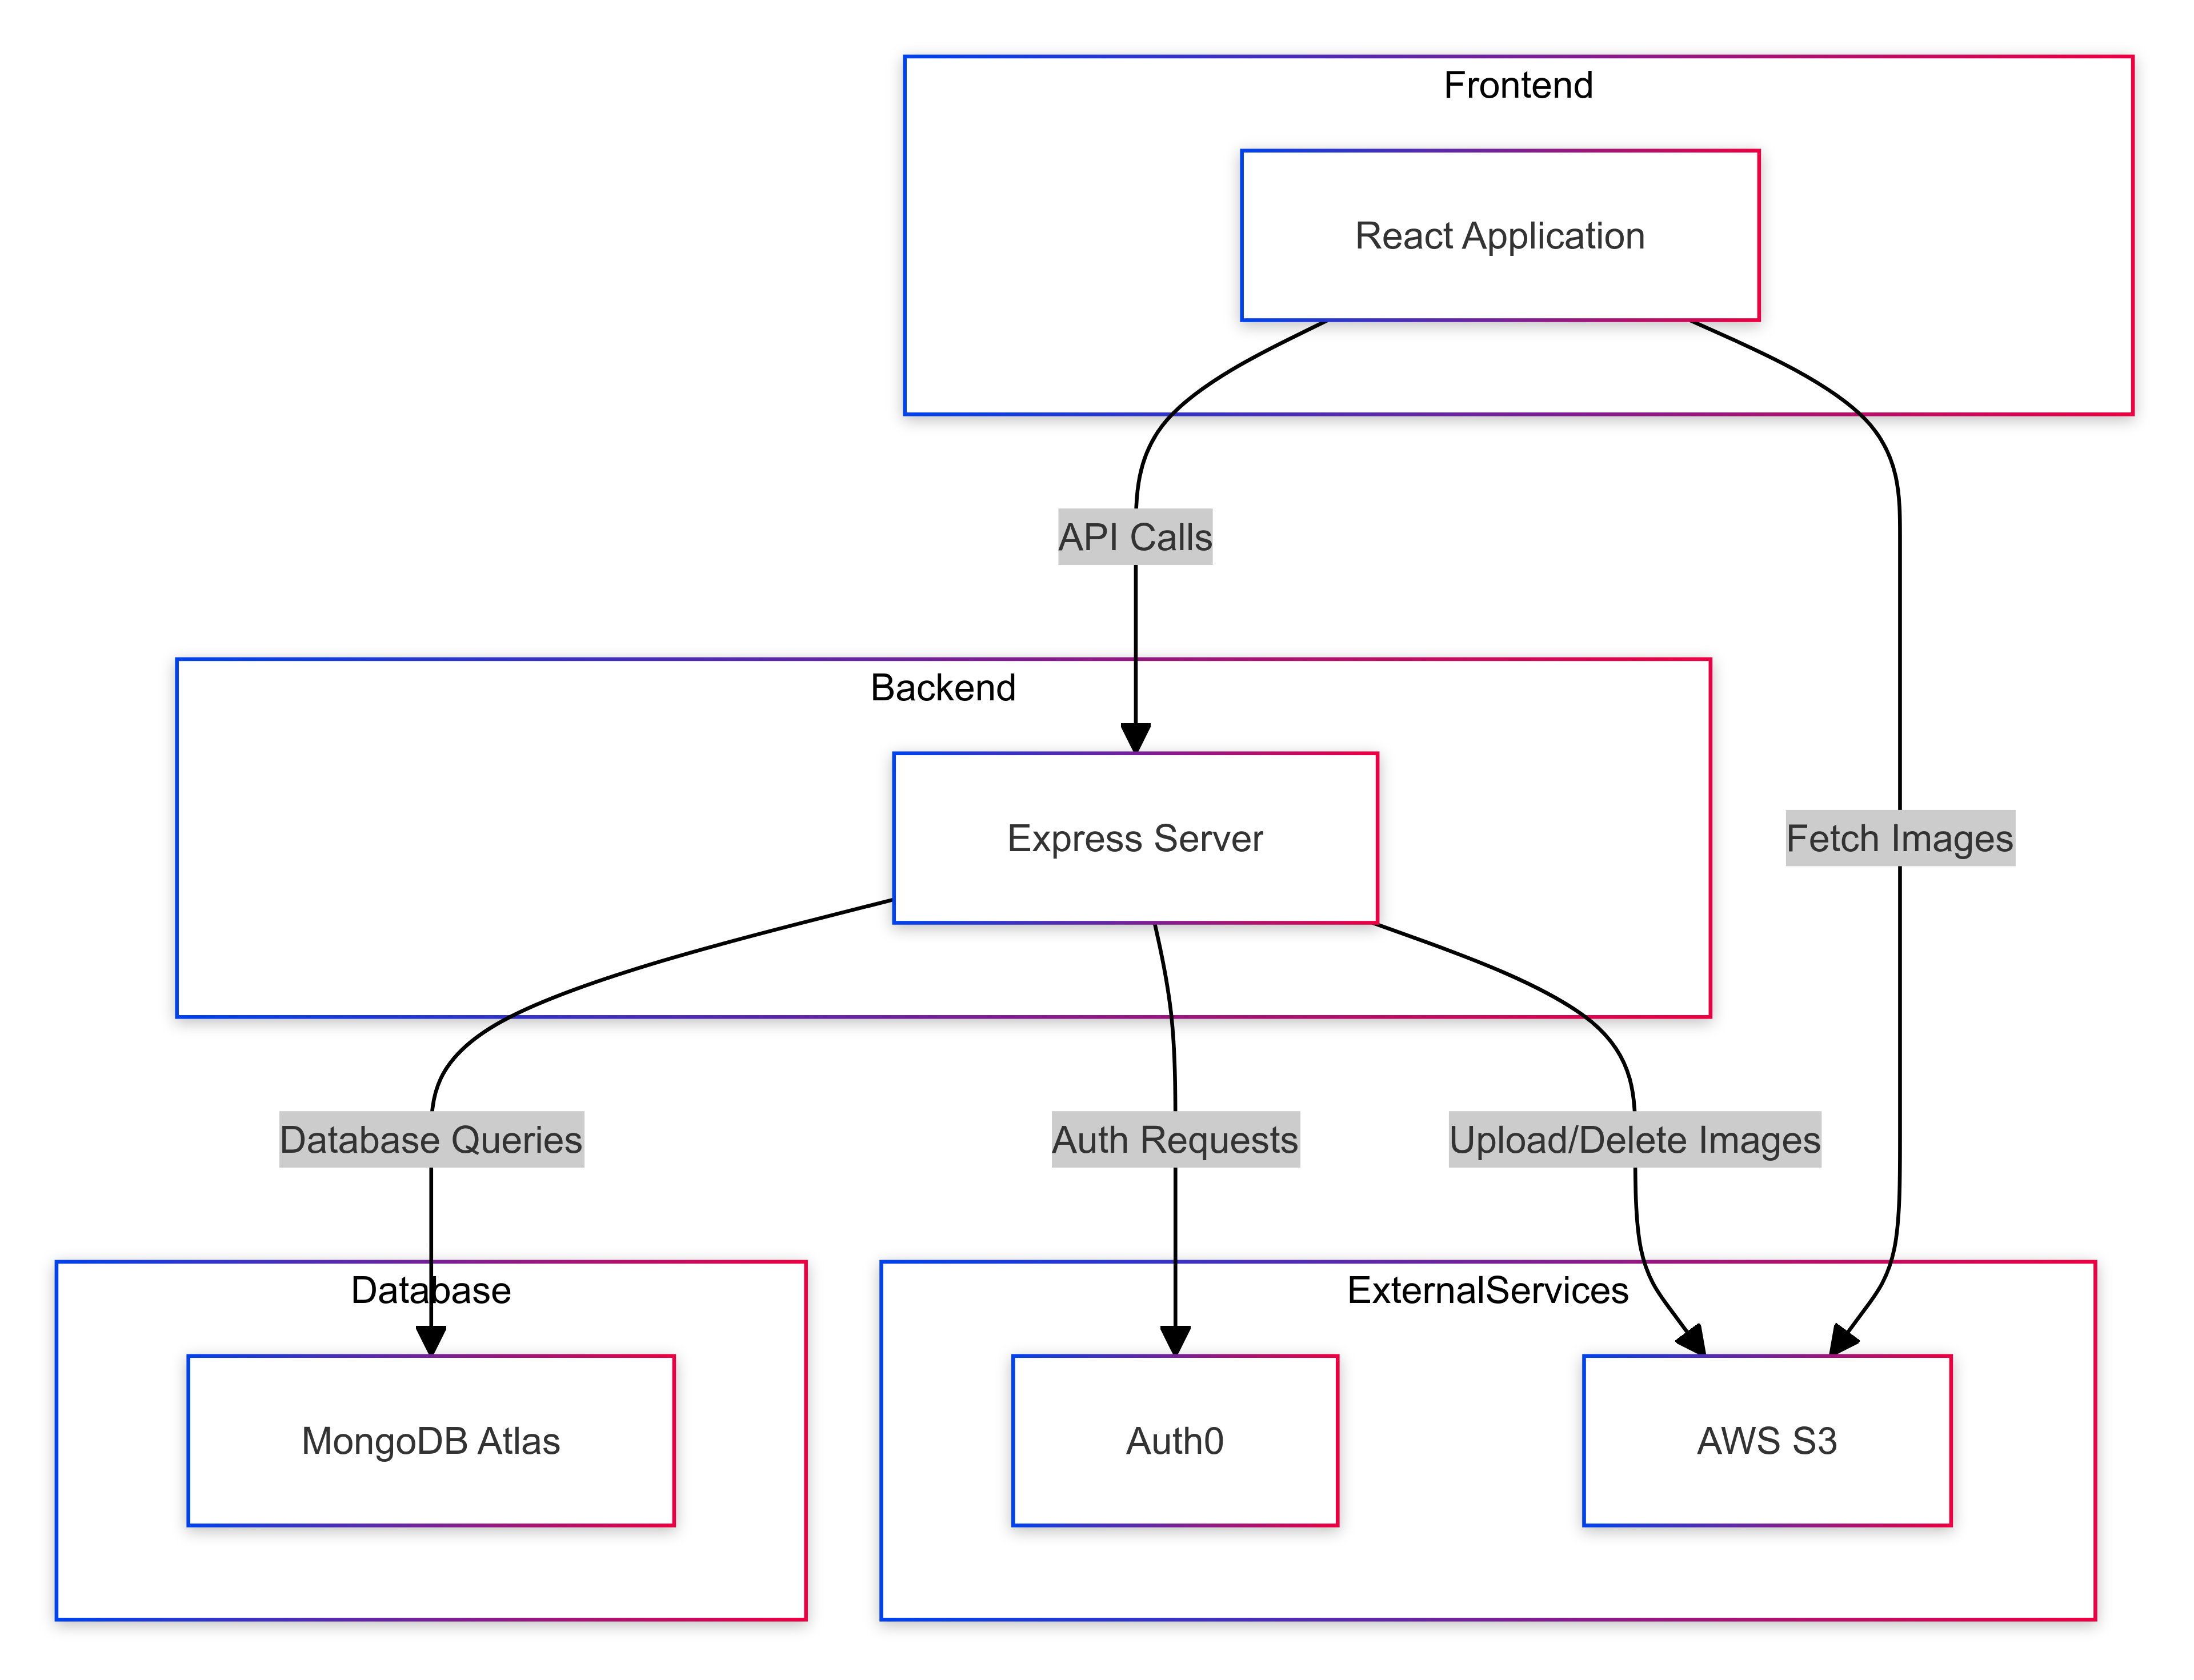 Frontend
React Application
API Calls
Backend
Express Server
Fetch Images
Database Queries
Auth Requests
Upload/Delete Images
Database
ExternalServices
MongoDB Atlas
Auth0
AWS S3